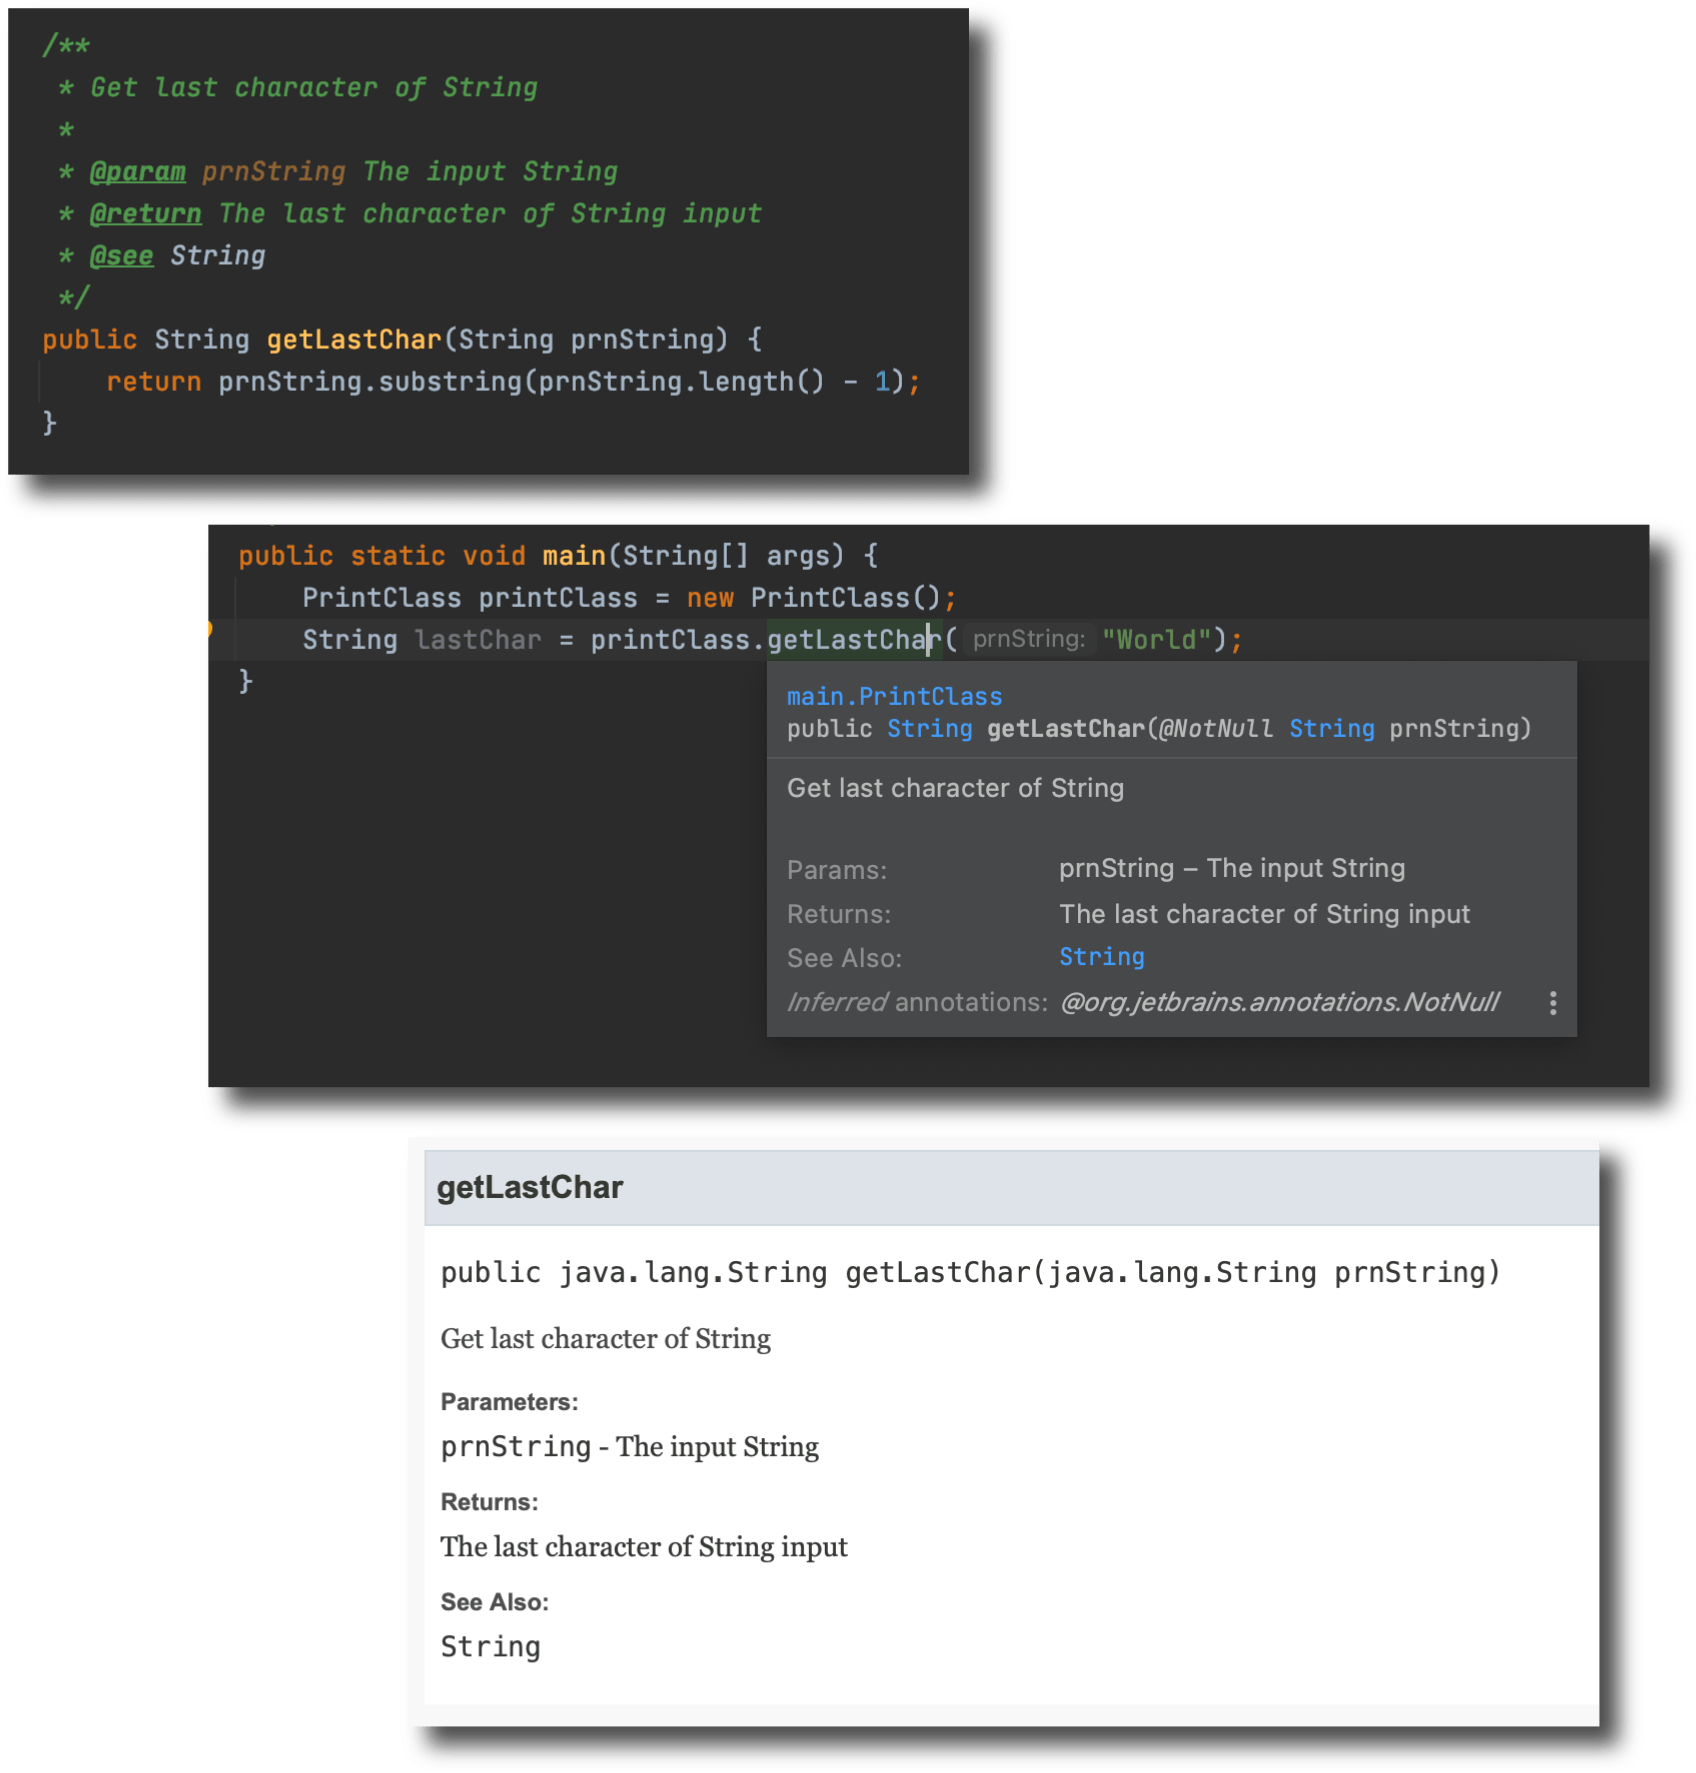 /**
 * Get last character of String
 *
 * @param prnString The input String
 * @return The last character of String input
 * @see String
 */
public String getLastChar(String prnString) {
    return prnString.substring(prnString.length() - 1);
}
public static void main(String[] args) {
    PrintClass printClass = new PrintClass();
    String lastChar = printClass.getLastChar( prnString: "World");
}
main.PrintClass
public String getLastChar(@NotNull String prnString)
Get last character of String
Params: prnString – The input String
Returns: The last character of String input
See Also: String
Inferred annotations: @org.jetbrains.annotations.NotNull
getLastChar
public java.lang.String getLastChar(java.lang.String prnString)
Get last character of String
Parameters:
prnString - The input String
Returns:
The last character of String input
See Also:
String